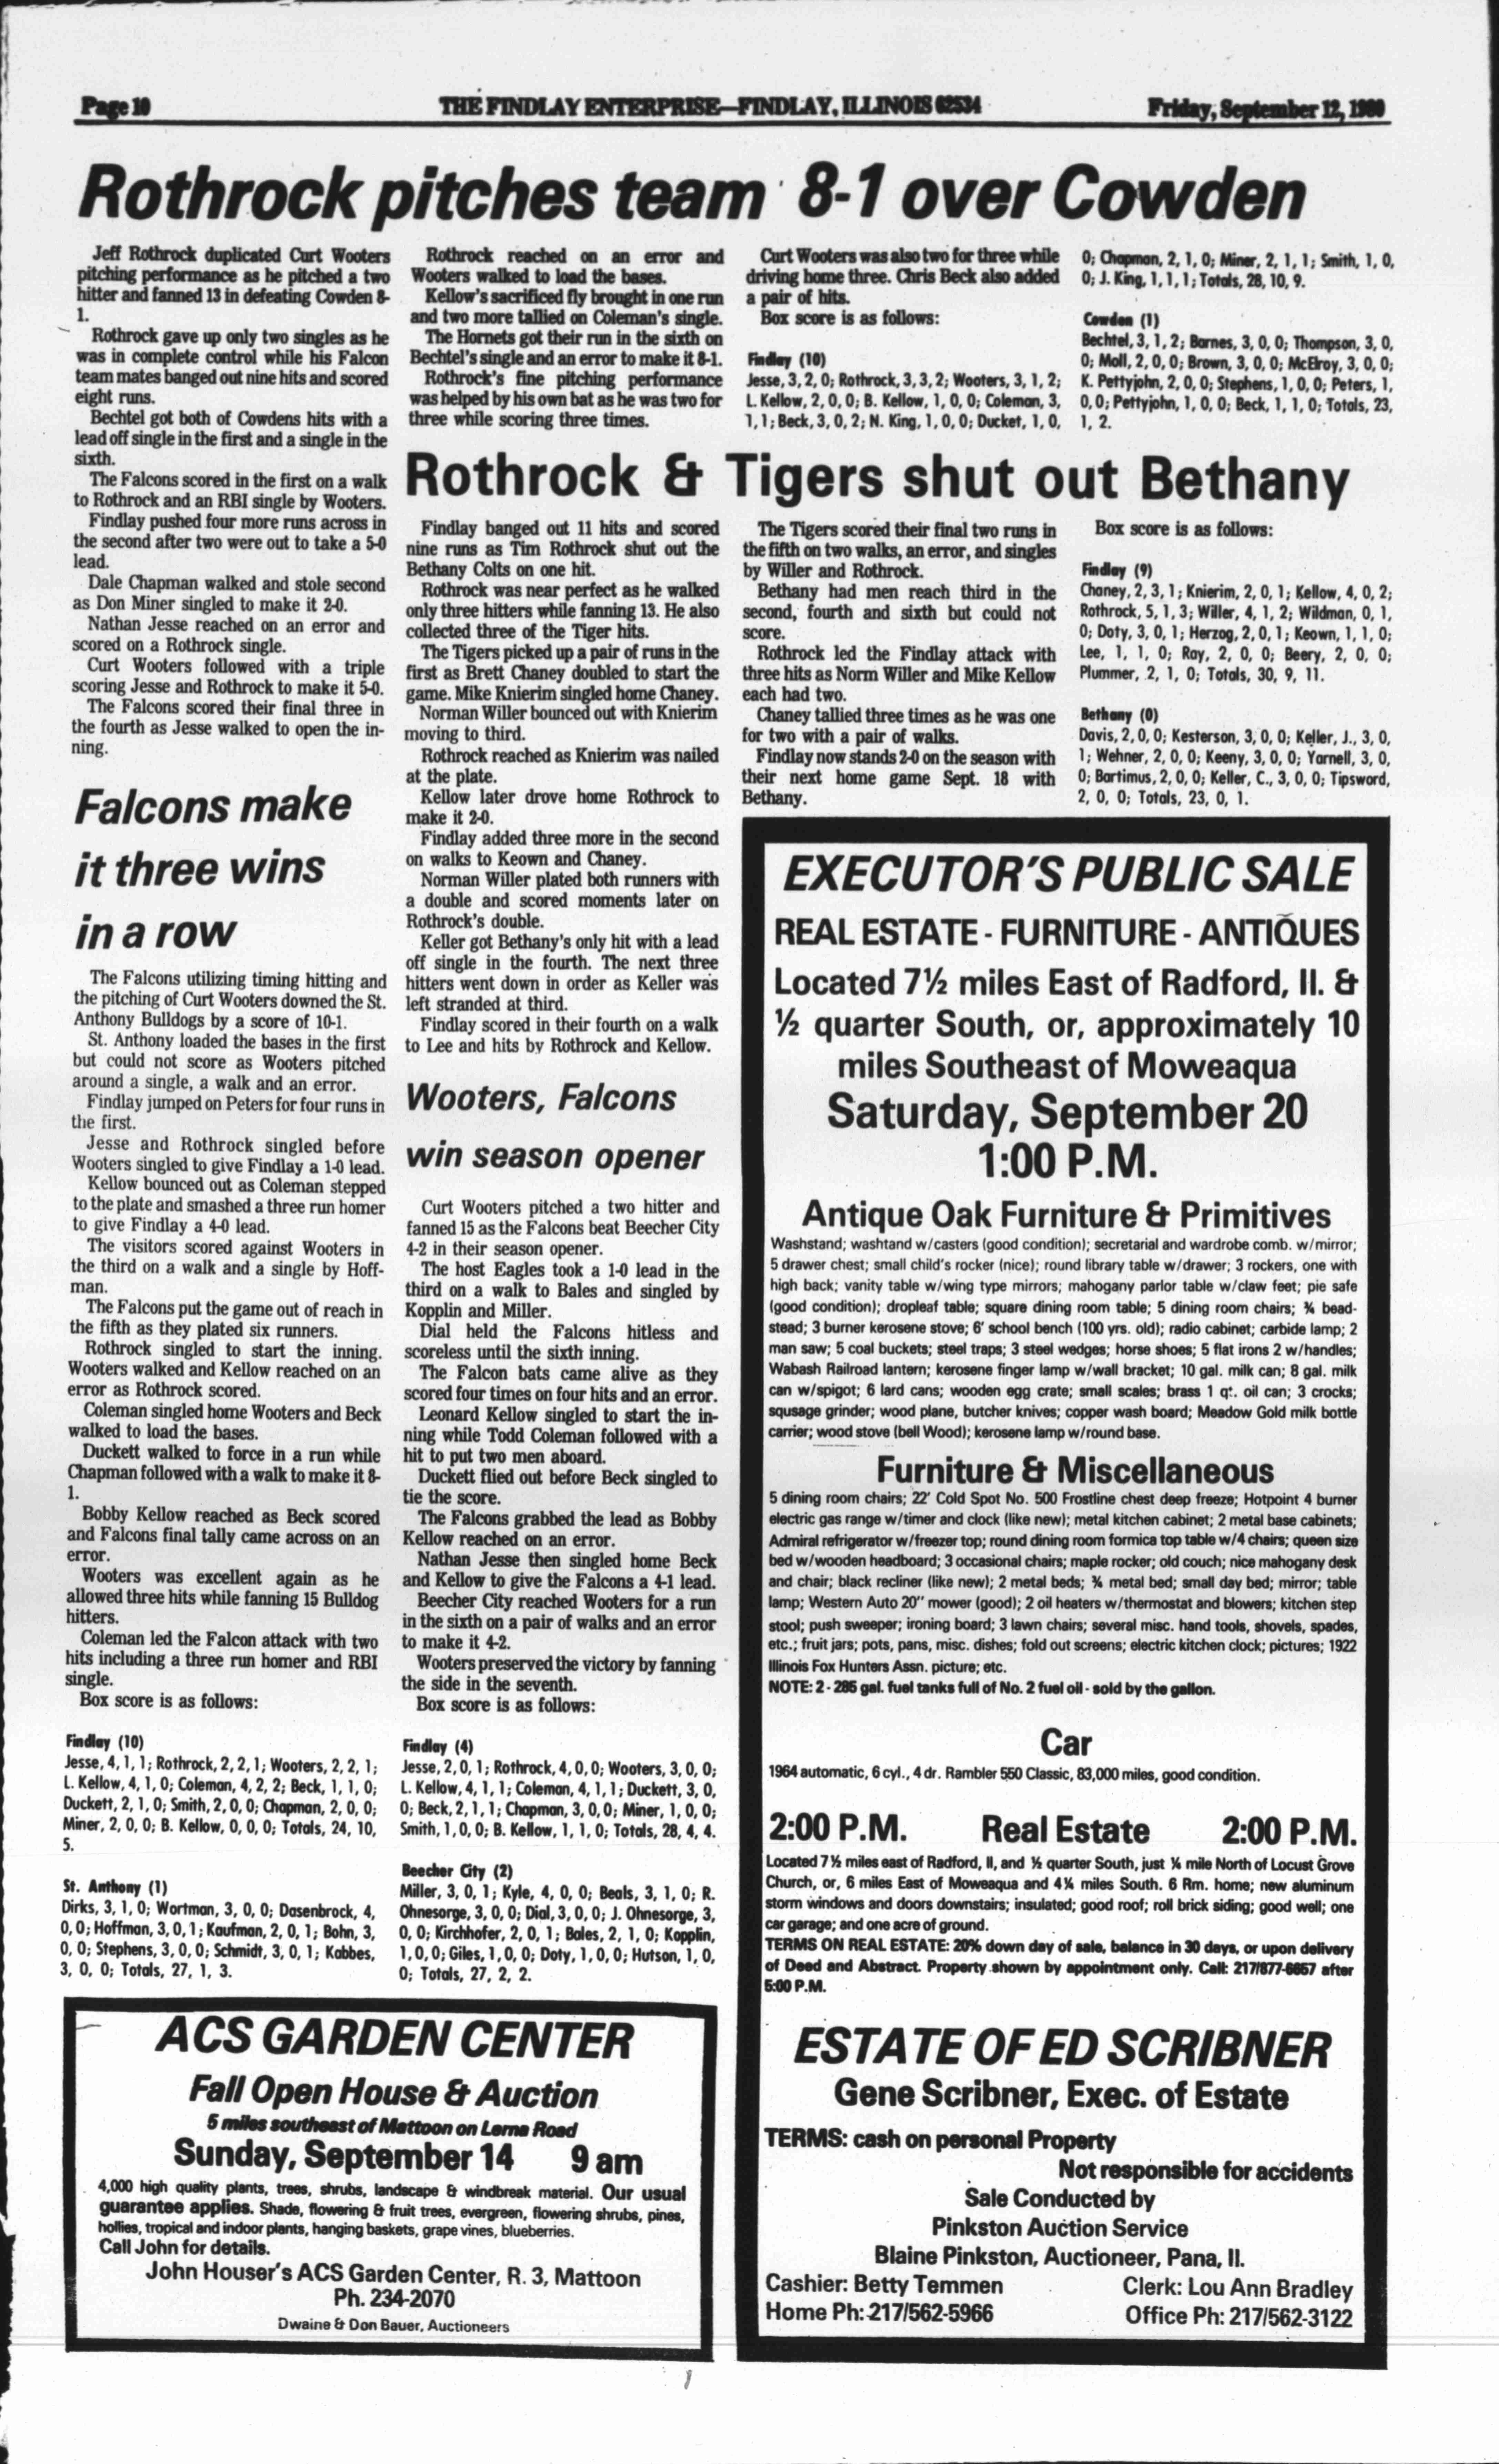 Page 10
THE FINDLAY ENTERPRISE—FINDLAY, ILLINOIS 62534
Friday, September 12, 1980
Rothrock pitches team 8-1 over Cowden
Jeff Rothrock duplicated Curt Wooters
pitching performance as he pitched a two
hitter and fanned 13 in defeating Cowden 8-
1.
Rothrock gave up only two singles as he
was in complete control while his Falcon
team mates banged out nine hits and scored
eight runs.
Bechtel got both of Cowdens hits with a
lead off single in the first and a single in the
sixth.
The Falcons scored in the first on a walk
to Rothrock and an RBI single by Wooters.
Findlay pushed four more runs across in
the second after two were out to take a 5-0
lead.
Dale Chapman walked and stole second
as Don Miner singled to make it 2-0.
Nathan Jesse reached on an error and
scored on a Rothrock single.
Curt Wooters followed with a triple
scoring Jesse and Rothrock to make it 5-0.
The Falcons scored their final three in
the fourth as Jesse walked to open the in-
ning.
Rothrock reached on an error and
Wooters walked to load the bases.
Kellow's sacrificed fly brought in one run
and two more tallied on Coleman's single.
The Hornets got their run in the sixth on
Bechtel's single and an error to make it 8-1.
Rothrock's fine pitching performance
was helped by his own bat as he was two for
three while scoring three times.
Curt Wooters was also two for three while
driving home three. Chris Beck also added
a pair of hits.
Box score is as follows:
Findlay (10)
Jesse, 3, 2, 0; Rothrock, 3, 3, 2; Wooters, 3, 1, 2;
L. Kellow, 2, 0, 0; B. Kellow, 1, 0, 0; Coleman, 3,
1, 1; Beck, 3, 0, 2; N. King, 1, 0, 0; Ducket, 1, 0,
0; Chapman, 2, 1, 0; Miner, 2, 1, 1; Smith, 1, 0,
0; J. King, 1, 1, 1; Totals, 28, 10, 9.
Cowden (1)
Bechtel, 3, 1, 2; Barnes, 3, 0, 0; Thompson, 3, 0,
0; Moll, 2, 0, 0; Brown, 3, 0, 0; McElroy, 3, 0, 0;
K. Pettyjohn, 2, 0, 0; Stephens, 1, 0, 0; Peters, 1,
0, 0; Pettyjohn, 1, 0, 0; Beck, 1, 1, 0; Totals, 23,
1, 2.
Rothrock & Tigers shut out Bethany
Findlay banged out 11 hits and scored
nine runs as Tim Rothrock shut out the
Bethany Colts on one hit.
Rothrock was near perfect as he walked
only three hitters while fanning 13. He also
collected three of the Tiger hits.
The Tigers picked up a pair of runs in the
first as Brett Chaney doubled to start the
game. Mike Knierim singled home Chaney.
Norman Willer bounced out with Knierim
moving to third.
Rothrock reached as Knierim was nailed
at the plate.
Kellow later drove home Rothrock to
make it 2-0.
Findlay added three more in the second
on walks to Keown and Chaney.
Norman Willer plated both runners with
a double and scored moments later on
Rothrock's double.
Keller got Bethany's only hit with a lead
off single in the fourth. The next three
hitters went down in order as Keller was
left stranded at third.
Findlay scored in their fourth on a walk
to Lee and hits by Rothrock and Kellow.
The Tigers scored their final two runs in
the fifth on two walks, an error, and singles
by Willer and Rothrock.
Bethany had men reach third in the
second, fourth and sixth but could not
score.
Rothrock led the Findlay attack with
three hits as Norm Willer and Mike Kellow
each had two.
Chaney tallied three times as he was one
for two with a pair of walks.
Findlay now stands 2-0 on the season with
their next home game Sept. 18 with
Bethany.
Box score is as follows:
Findlay (9)
Chaney, 2, 3, 1; Knierim, 2, 0, 1; Kellow, 4, 0, 2;
Rothrock, 5, 1, 3; Willer, 4, 1, 2; Wildman, 0, 1,
0; Doty, 3, 0, 1; Herzog, 2, 0, 1; Keown, 1, 1, 0;
Lee, 1, 1, 0; Ray, 2, 0, 0; Beery, 2, 0, 0;
Plummer, 2, 1, 0; Totals, 30, 9, 11.
Bethany (0)
Davis, 2, 0, 0; Kesterson, 3, 0, 0; Keller, J., 3, 0,
1; Wehner, 2, 0, 0; Keeny, 3, 0, 0; Yarnell, 3, 0,
0; Bartimus, 2, 0, 0; Keller, C., 3, 0, 0; Tipsword,
2, 0, 0; Totals, 23, 0, 1.
Falcons make
it three wins
in a row
The Falcons utilizing timing hitting and
the pitching of Curt Wooters downed the St.
Anthony Bulldogs by a score of 10-1.
St. Anthony loaded the bases in the first
but could not score as Wooters pitched
around a single, a walk and an error.
Findlay jumped on Peters for four runs in
the first.
Jesse and Rothrock singled before
Wooters singled to give Findlay a 1-0 lead.
Kellow bounced out as Coleman stepped
to the plate and smashed a three run homer
to give Findlay a 4-0 lead.
The visitors scored against Wooters in
the third on a walk and a single by Hoff-
man.
The Falcons put the game out of reach in
the fifth as they plated six runners.
Rothrock singled to start the inning.
Wooters walked and Kellow reached on an
error as Rothrock scored.
Coleman singled home Wooters and Beck
walked to load the bases.
Duckett walked to force in a run while
Chapman followed with a walk to make it 8-
1.
Bobby Kellow reached as Beck scored
and Falcons final tally came across on an
error.
Wooters was excellent again as he
allowed three hits while fanning 15 Bulldog
hitters.
Coleman led the Falcon attack with two
hits including a three run homer and RBI
single.
Box score is as follows:
Findlay (10)
Jesse, 4, 1, 1; Rothrock, 2, 2, 1; Wooters, 2, 2, 1;
L. Kellow, 4, 1, 0; Coleman, 4, 2, 2; Beck, 1, 1, 0;
Duckett, 2, 1, 0; Smith, 2, 0, 0; Chapman, 2, 0, 0;
Miner, 2, 0, 0; B. Kellow, 0, 0, 0; Totals, 24, 10,
5.
St. Anthony (1)
Dirks, 3, 1, 0; Wortman, 3, 0, 0; Dasenbrock, 4,
0, 0; Hoffman, 3, 0, 1; Kaufman, 2, 0, 1; Bohn, 3,
0, 0; Stephens, 3, 0, 0; Schmidt, 3, 0, 1; Kabbes,
3, 0, 0; Totals, 27, 1, 3.
Wooters, Falcons
win season opener
Curt Wooters pitched a two hitter and
fanned 15 as the Falcons beat Beecher City
4-2 in their season opener.
The host Eagles took a 1-0 lead in the
third on a walk to Bales and singled by
Kopplin and Miller.
Dial held the Falcons hitless and
scoreless until the sixth inning.
The Falcon bats came alive as they
scored four times on four hits and an error.
Leonard Kellow singled to start the in-
ning while Todd Coleman followed with a
hit to put two men aboard.
Duckett flied out before Beck singled to
tie the score.
The Falcons grabbed the lead as Bobby
Kellow reached on an error.
Nathan Jesse then singled home Beck
and Kellow to give the Falcons a 4-1 lead.
Beecher City reached Wooters for a run
in the sixth on a pair of walks and an error
to make it 4-2.
Wooters preserved the victory by fanning
the side in the seventh.
Box score is as follows:
Findlay (4)
Jesse, 2, 0, 1; Rothrock, 4, 0, 0; Wooters, 3, 0, 0;
L. Kellow, 4, 1, 1; Coleman, 4, 1, 1; Duckett, 3, 0,
0; Beck, 2, 1, 1; Chapman, 3, 0, 0; Miner, 1, 0, 0;
Smith, 1, 0, 0; B. Kellow, 1, 1, 0; Totals, 28, 4, 4.
Beecher City (2)
Miller, 3, 0, 1; Kyle, 4, 0, 0; Beals, 3, 1, 0; R.
Ohnesorge, 3, 0, 0; Dial, 3, 0, 0; J. Ohnesorge, 3,
0, 0; Kirchhofer, 2, 0, 1; Bales, 2, 1, 0; Kopplin,
1, 0, 0; Giles, 1, 0, 0; Doty, 1, 0, 0; Hutson, 1, 0,
0; Totals, 27, 2, 2.
ACS GARDEN CENTER
Fall Open House & Auction
5 miles southeast of Mattoon on Lerna Road
Sunday, September 14 9 am
4,000 high quality plants, trees, shrubs, landscape & windbreak material. Our usual
guarantee applies. Shade, flowering & fruit trees, evergreen, flowering shrubs, pines,
hollies, tropical and indoor plants, hanging baskets, grape vines, blueberries.
Call John for details.
John Houser's ACS Garden Center, R. 3, Mattoon
Ph. 234-2070
Dwaine & Don Bauer, Auctioneers
EXECUTOR'S PUBLIC SALE
REAL ESTATE - FURNITURE - ANTIQUES
Located 7½ miles East of Radford, Il. &
½ quarter South, or, approximately 10
miles Southeast of Moweaqua
Saturday, September 20
1:00 P.M.
Antique Oak Furniture & Primitives
Washstand; washtand w/casters (good condition); secretarial and wardrobe comb. w/mirror;
5 drawer chest; small child's rocker (nice); round library table w/drawer; 3 rockers, one with
high back; vanity table w/wing type mirrors; mahogany parlor table w/claw feet; pie safe
(good condition); dropleaf table; square dining room table; 5 dining room chairs; ¾ bead-
stead; 3 burner kerosene stove; 6' school bench (100 yrs. old); radio cabinet; carbide lamp; 2
man saw; 5 coal buckets; steel traps; 3 steel wedges; horse shoes; 5 flat irons 2 w/handles;
Wabash Railroad lantern; kerosene finger lamp w/wall bracket; 10 gal. milk can; 8 gal. milk
can w/spigot; 6 lard cans; wooden egg crate; small scales; brass 1 qt. oil can; 3 crocks;
squsage grinder; wood plane, butcher knives; copper wash board; Meadow Gold milk bottle
carrier; wood stove (bell Wood); kerosene lamp w/round base.
Furniture & Miscellaneous
5 dining room chairs; 22' Cold Spot No. 500 Frostline chest deep freeze; Hotpoint 4 burner
electric gas range w/timer and clock (like new); metal kitchen cabinet; 2 metal base cabinets;
Admiral refrigerator w/freezer top; round dining room formica top table w/4 chairs; queen size
bed w/wooden headboard; 3 occasional chairs; maple rocker; old couch; nice mahogany desk
and chair; black recliner (like new); 2 metal beds; ¾ metal bed; small day bed; mirror; table
lamp; Western Auto 20" mower (good); 2 oil heaters w/thermostat and blowers; kitchen step
stool; push sweeper; ironing board; 3 lawn chairs; several misc. hand tools, shovels, spades,
etc.; fruit jars; pots, pans, misc. dishes; fold out screens; electric kitchen clock; pictures; 1922
Illinois Fox Hunters Assn. picture; etc.
NOTE: 2 - 285 gal. fuel tanks full of No. 2 fuel oil - sold by the gallon.
Car
1964 automatic, 6 cyl., 4 dr. Rambler 550 Classic, 83,000 miles, good condition.
2:00 P.M. Real Estate 2:00 P.M.
Located 7½ miles east of Radford, Il, and ½ quarter South, just ¼ mile North of Locust Grove
Church, or, 6 miles East of Moweaqua and 4¼ miles South. 6 Rm. home; new aluminum
storm windows and doors downstairs; insulated; good roof; roll brick siding; good well; one
car garage; and one acre of ground.
TERMS ON REAL ESTATE: 20% down day of sale, balance in 30 days, or upon delivery
of Deed and Abstract. Property shown by appointment only. Call: 217/877-6657 after
5:00 P.M.
ESTATE OF ED SCRIBNER
Gene Scribner, Exec. of Estate
TERMS: cash on personal Property
Not responsible for accidents
Sale Conducted by
Pinkston Auction Service
Blaine Pinkston, Auctioneer, Pana, Il.
Cashier: Betty Temmen
Clerk: Lou Ann Bradley
Home Ph: 217/562-5966
Office Ph: 217/562-3122